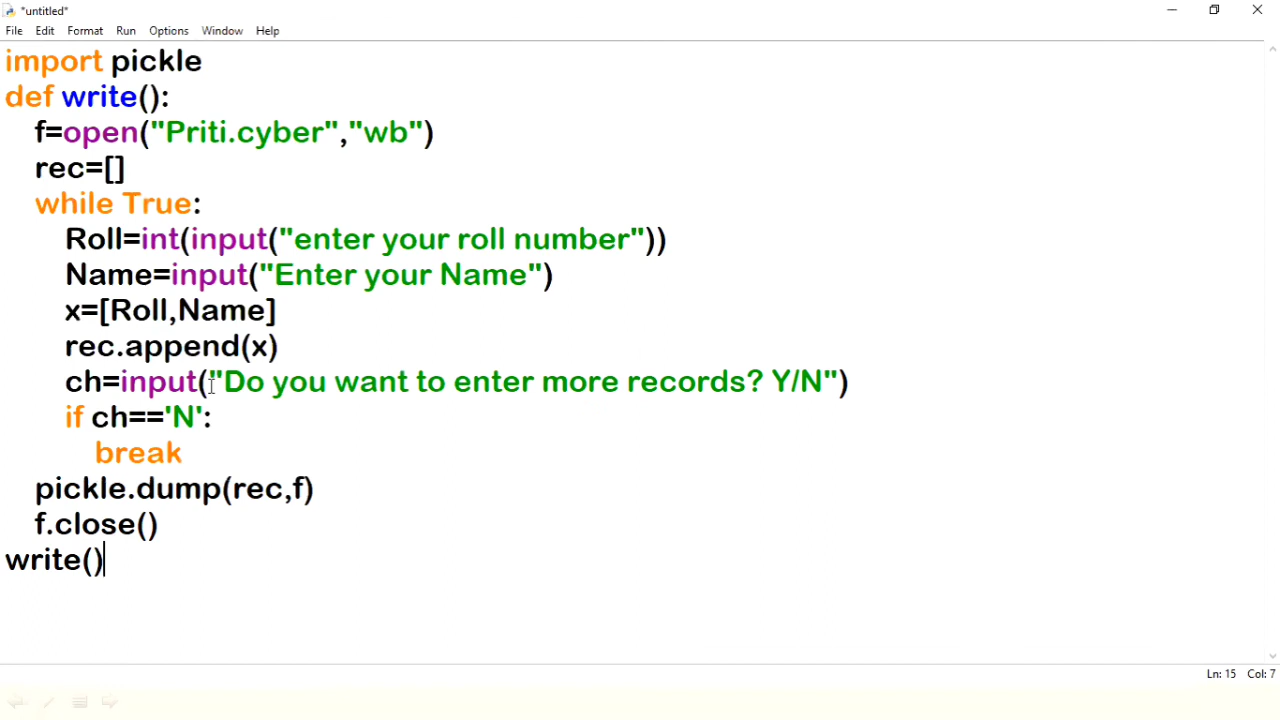 *untitled*
File Edit Format Run Options Window Help
import pickle
def write():
    f=open("Priti.cyber","wb")
    rec=[]
    while True:
        Roll=int(input("enter your roll number"))
        Name=input("Enter your Name")
        x=[Roll,Name]
        rec.append(x)
        ch=input("Do you want to enter more records? Y/N")
        if ch=='N':
            break
    pickle.dump(rec,f)
    f.close()
write()
Ln: 15 Col: 7